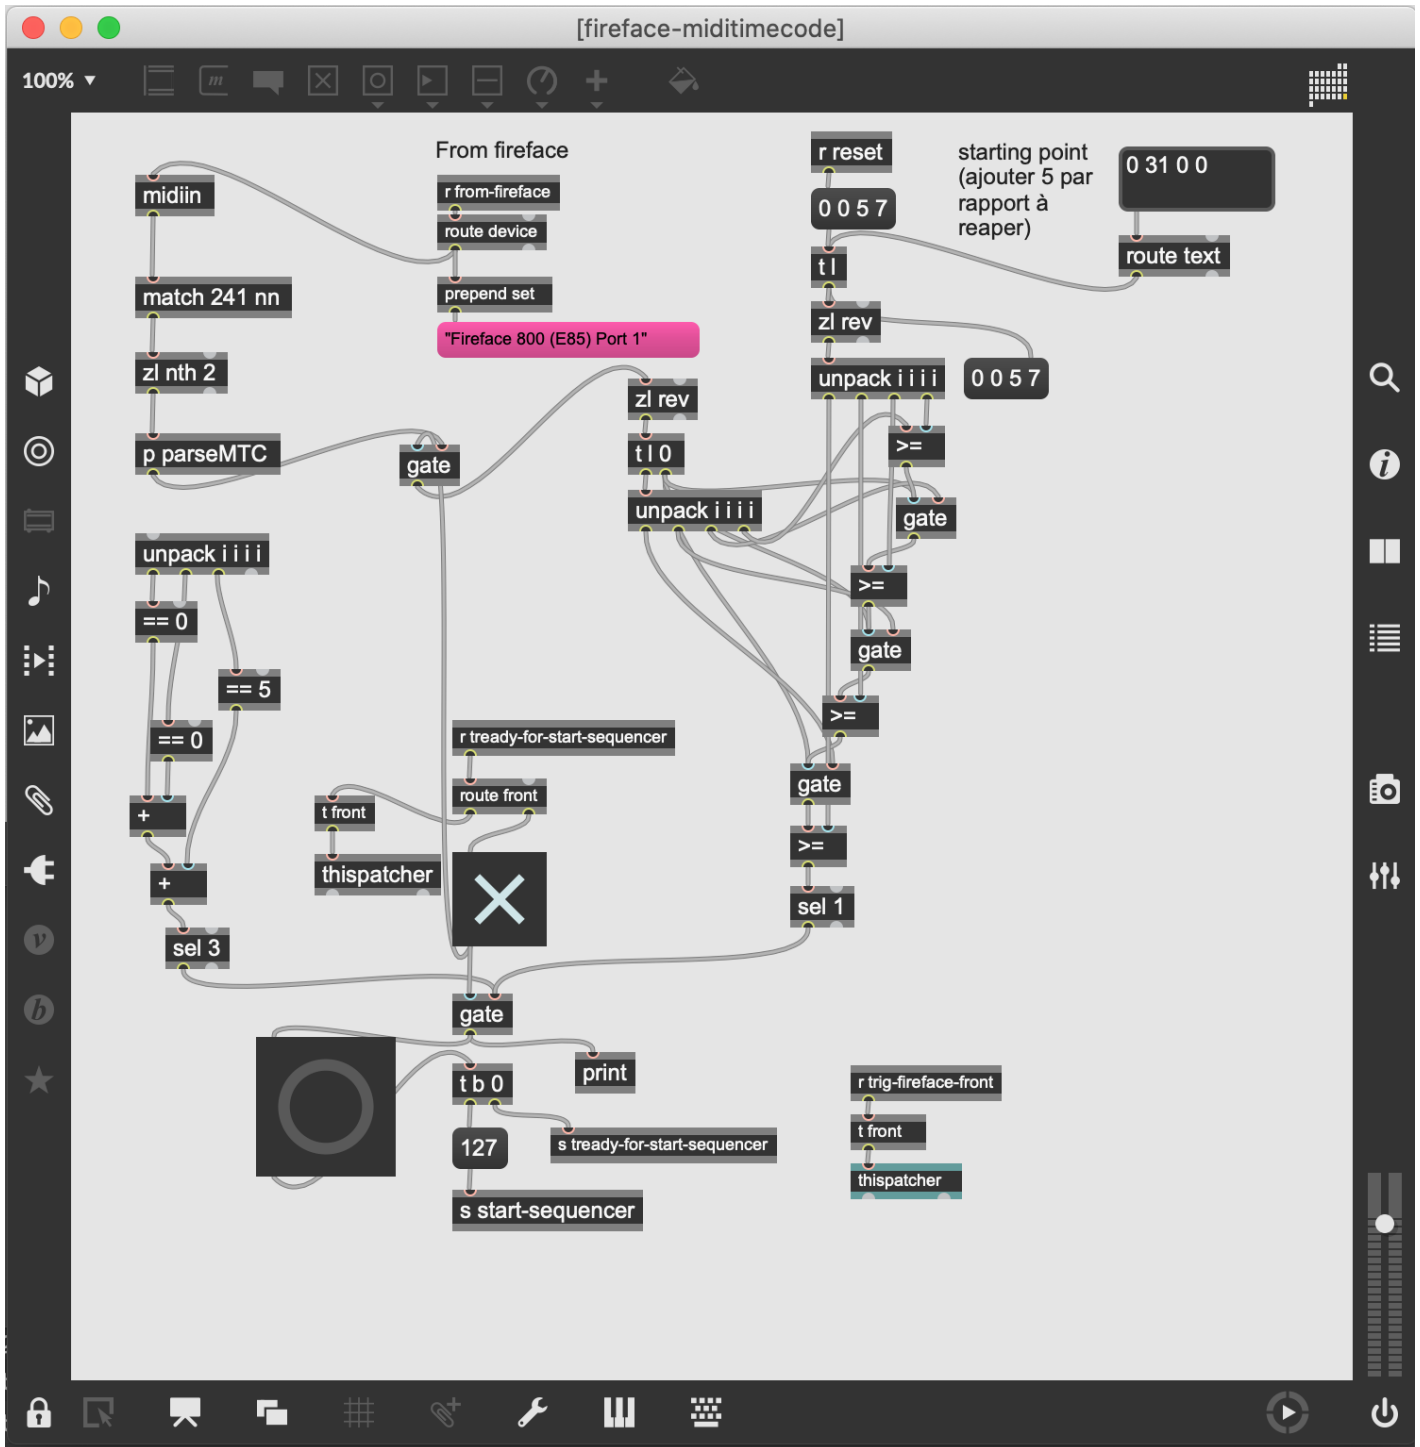 [fireface-miditimecode]
100%
From fireface
r reset
starting point
(ajouter 5 par
rapport à
reaper)
0 31 0 0
midiin
r from-fireface
0 0 5 7
route device
route text
t l
match 241 nn
prepend set
zl rev
"Fireface 800 (E85) Port 1"
zl nth 2
unpack i i i i
0 0 5 7
zl rev
>=
p parseMTC
gate
t l 0
unpack i i i i
gate
unpack i i i i
>=
== 0
gate
== 5
>=
== 0
r tready-for-start-sequencer
gate
route front
t front
+
>=
thispatcher
+
sel 1
sel 3
gate
print
t b 0
r trig-fireface-front
t front
127
s tready-for-start-sequencer
thispatcher
s start-sequencer